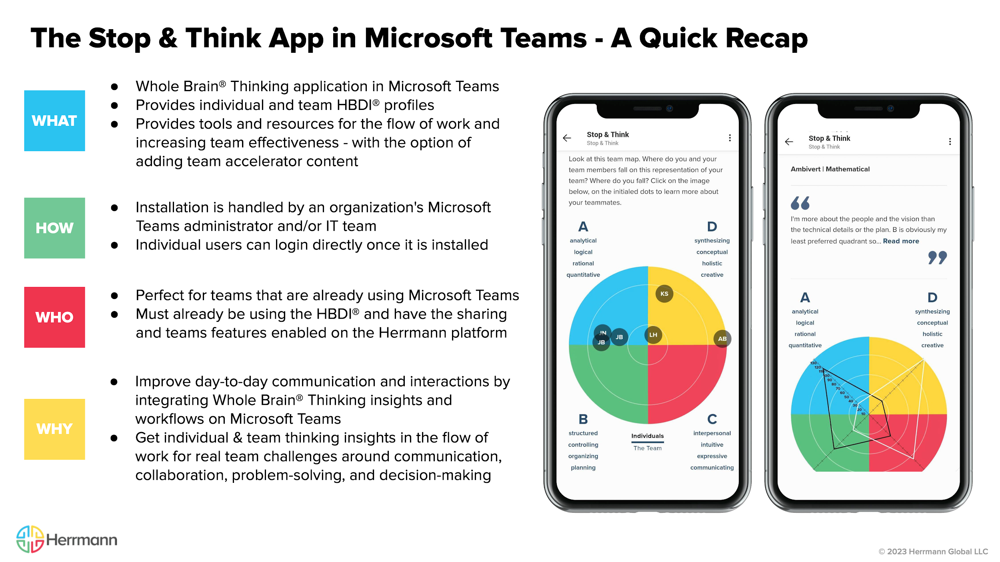 The Stop & Think App in Microsoft Teams - A Quick Recap
WHAT
● Whole Brain® Thinking application in Microsoft Teams
● Provides individual and team HBDI® profiles
● Provides tools and resources for the flow of work and
increasing team effectiveness - with the option of
adding team accelerator content
HOW
● Installation is handled by an organization's Microsoft
Teams administrator and/or IT team
● Individual users can login directly once it is installed
WHO
● Perfect for teams that are already using Microsoft Teams
● Must already be using the HBDI® and have the sharing
and teams features enabled on the Herrmann platform
WHY
● Improve day-to-day communication and interactions by
integrating Whole Brain® Thinking insights and
workflows on Microsoft Teams
● Get individual & team thinking insights in the flow of
work for real team challenges around communication,
collaboration, problem-solving, and decision-making
Stop & Think
Stop & Think
Look at this team map. Where do you and your
team members fall on this representation of your
team? Where do you fall? Click on the image
below, on the initialed dots to learn more about
your teammates.
A
analytical
logical
rational
quantitative
D
synthesizing
conceptual
holistic
creative
KS
JN
JB
JB
LH
AB
B
structured
controlling
organizing
planning
Individuals
The Team
C
interpersonal
intuitive
expressive
communicating
Stop & Think
Stop & Think
Ambivert | Mathematical
“
I'm more about the people and the vision than
the technical details or the plan. B is obviously my
least preferred quadrant so... Read more
”
A
analytical
logical
rational
quantitative
D
synthesizing
conceptual
holistic
creative
130
120
90
80
70
60
50
40
30
20
10
Herrmann
© 2023 Herrmann Global LLC